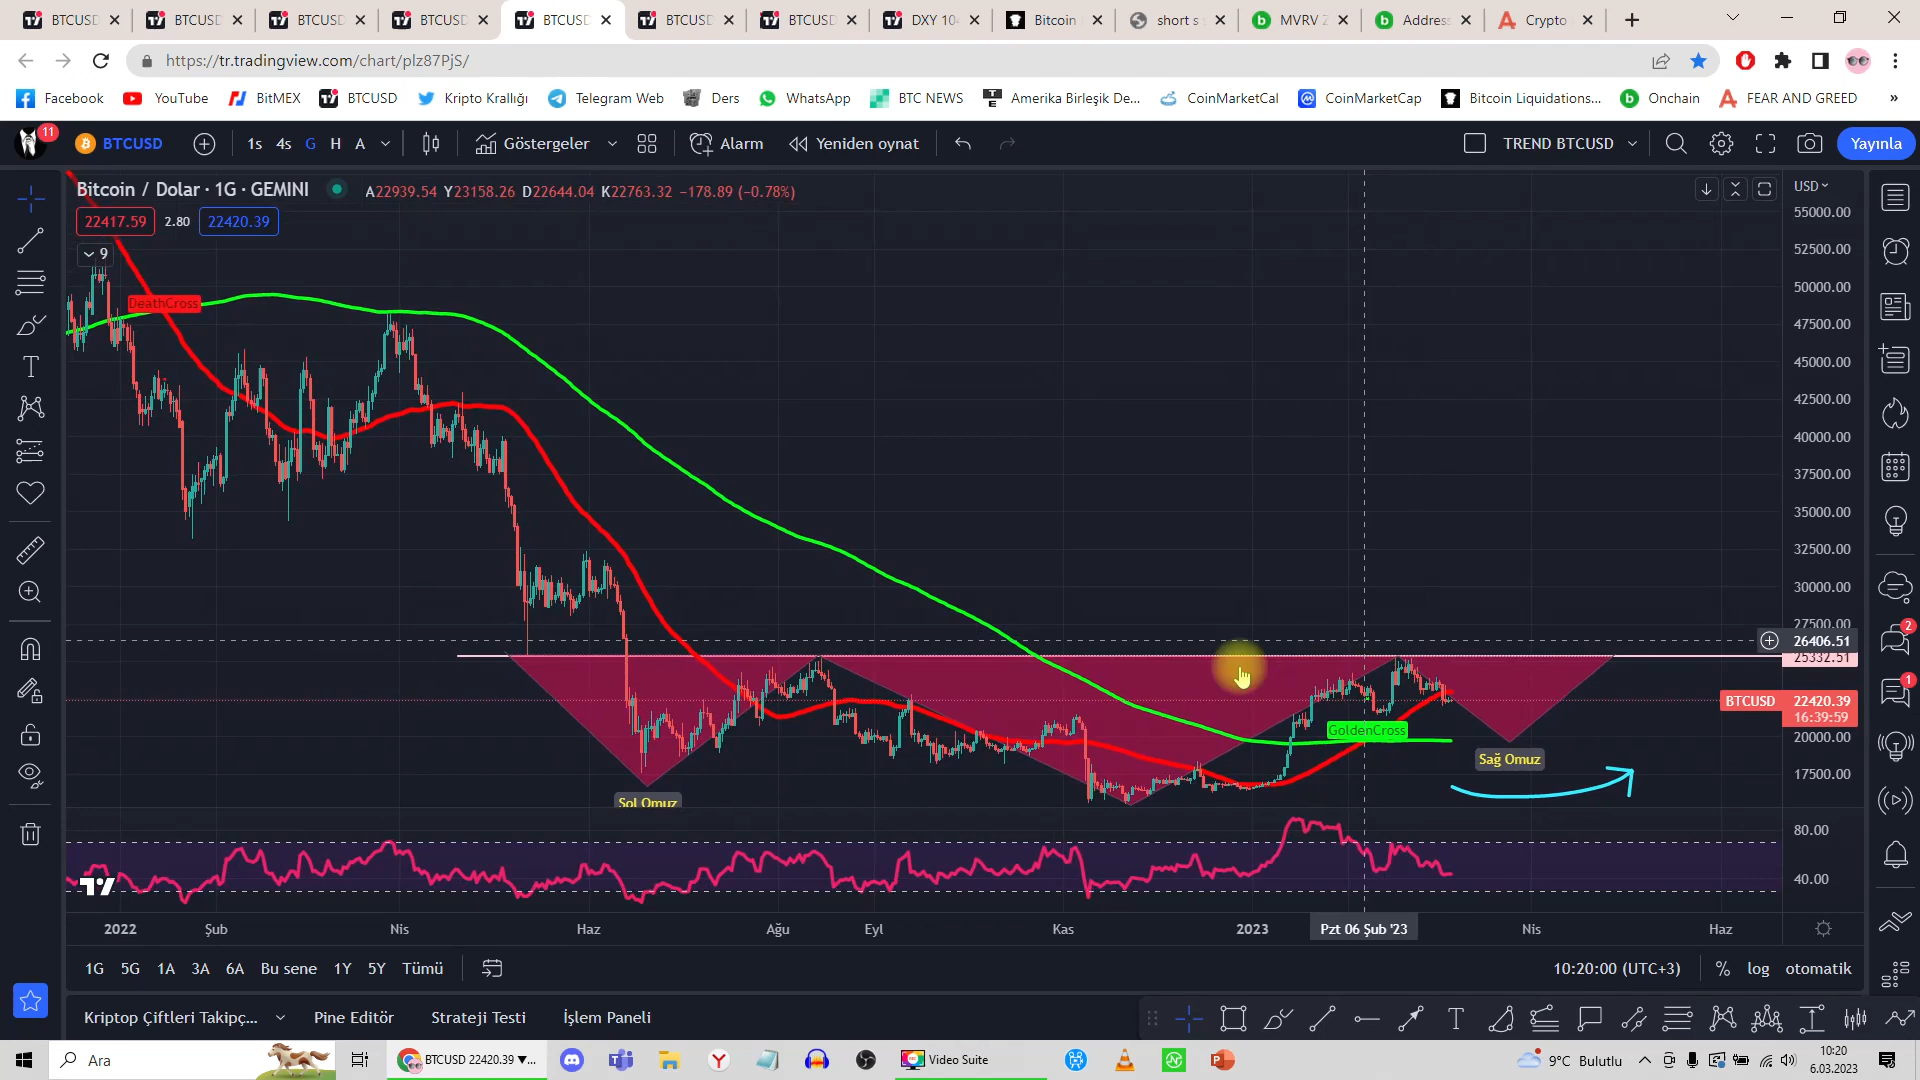 BTCUSD
BTCUSD
BTCUSD
BTCUSD
BTCUSD
BTCUSD
BTCUSD
DXY 104
Bitcoin
short s
MVRV Z
Address
Crypto
https://tr.tradingview.com/chart/plz87PjS/
Facebook
YouTube
BitMEX
BTCUSD
Kripto Krallığı
Telegram Web
Ders
WhatsApp
BTC NEWS
Amerika Birleşik De...
CoinMarketCal
CoinMarketCap
Bitcoin Liquidations...
Onchain
FEAR AND GREED
»
11
BTCUSD
1s 4s G H A
Göstergeler
Alarm
Yeniden oynat
TREND BTCUSD
Yayınla
Bitcoin / Dolar · 1G · GEMINI
A22939.54 Y23158.26 D22644.04 K22763.32 −178.89 (−0.78%)
USD
22417.59 2.80 22420.39
9
55000.00
52500.00
50000.00
47500.00
45000.00
42500.00
40000.00
37500.00
35000.00
32500.00
30000.00
27500.00
26406.51
25332.51
BTCUSD 22420.39
16:39:59
20000.00
17500.00
80.00
40.00
DeathCross
GoldenCross
Sağ Omuz
Sol Omuz
2
1
2022 Şub Nis Haz Ağu Eyl Kas 2023 Pzt 06 Şub '23 Nis Haz
1G 5G 1A 3A 6A Bu sene 1Y 5Y Tümü
10:20:00 (UTC+3) % log otomatik
Kriptop Çiftleri Takipç...
Pine Editör
Strateji Testi
İşlem Paneli
T
Ara
BTCUSD 22420.39 ▼...
Video Suite
9°C Bulutlu
10:20
6.03.2023